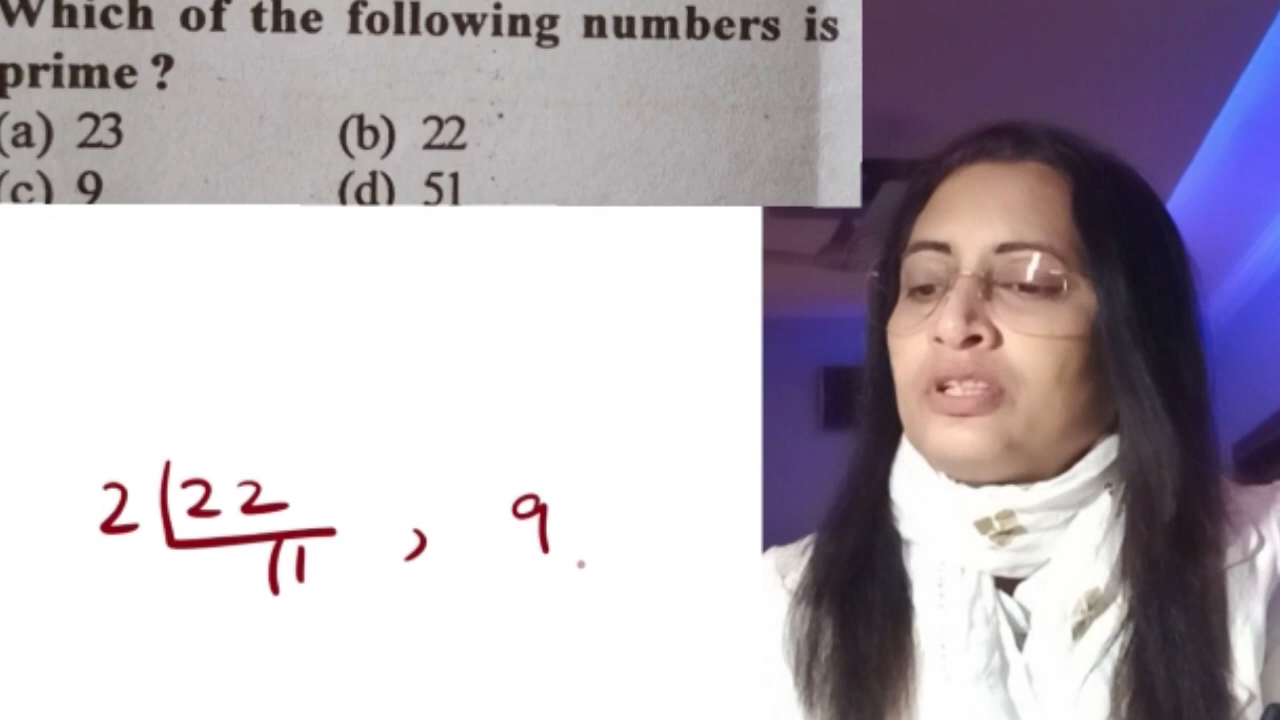 Which of the following numbers is
prime ?
(a) 23 (b) 22
(c) 9 (d) 51
2 22 , 9
11